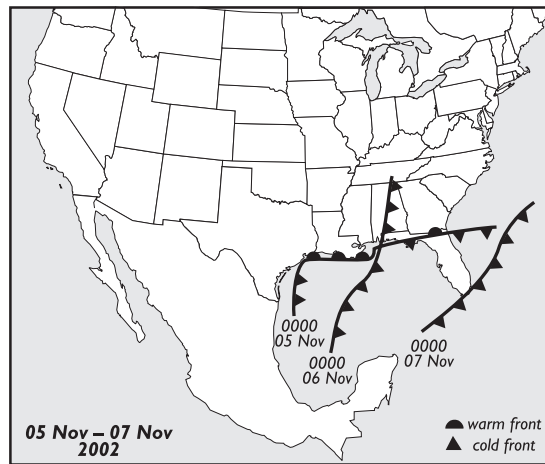 0000
05 Nov
0000
06 Nov
0000
07 Nov
05 Nov – 07 Nov
2002
warm front
cold front